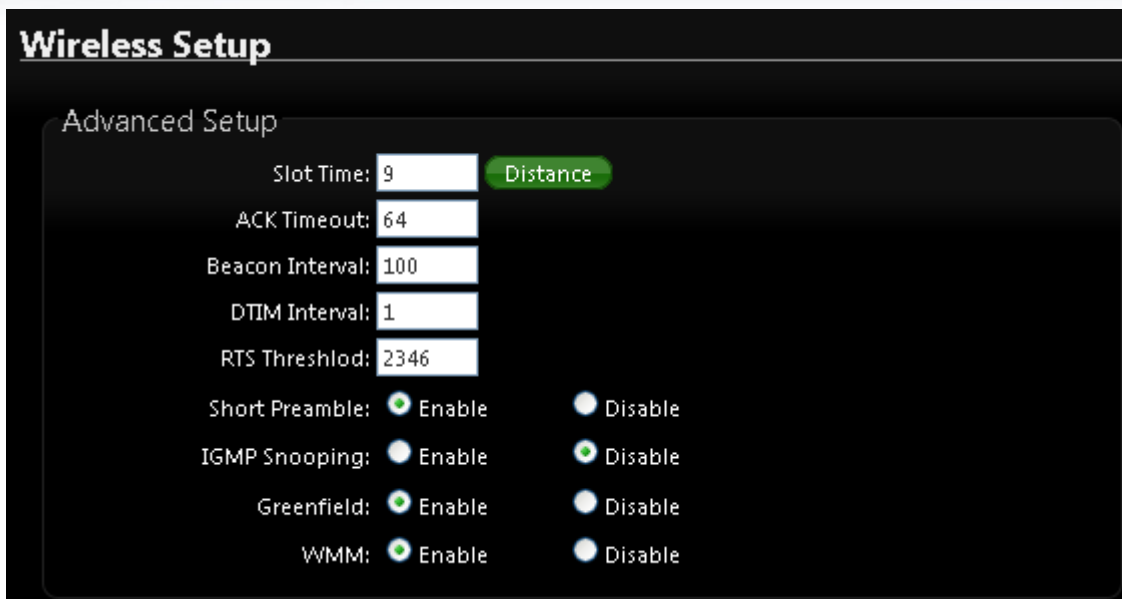 Wireless Setup
Advanced Setup
Slot Time: 9 Distance
ACK Timeout: 64
Beacon Interval: 100
DTIM Interval: 1
RTS Threshlod: 2346
Short Preamble: Enable Disable
IGMP Snooping: Enable Disable
Greenfield: Enable Disable
WMM: Enable Disable